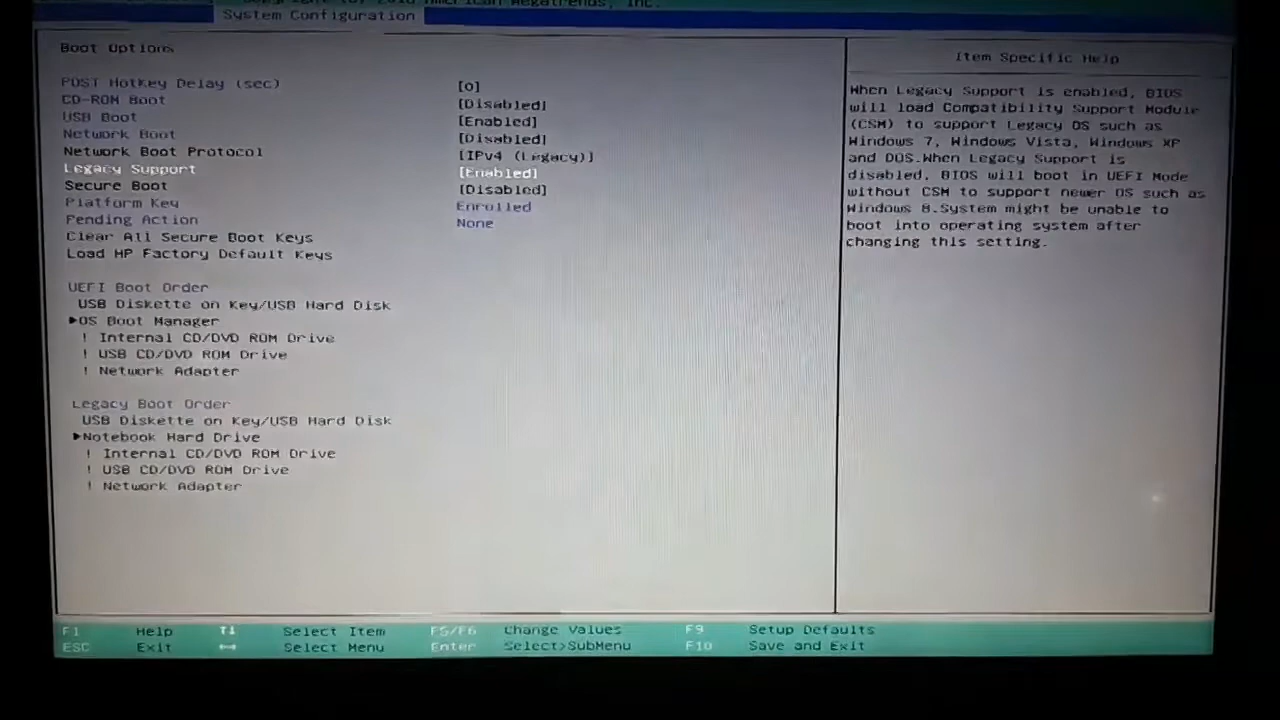 System Configuration
Boot Options
POST HotKey Delay (sec) [0]
CD-ROM Boot [Disabled]
USB Boot [Enabled]
Network Boot [Disabled]
Network Boot Protocol [IPv4 (Legacy)]
Legacy Support [Enabled]
Secure Boot [Disabled]
Platform Key Enrolled
Pending Action None
Clear All Secure Boot Keys
Load HP Factory Default Keys
UEFI Boot Order
USB Diskette on Key/USB Hard Disk
▶OS Boot Manager
! Internal CD/DVD ROM Drive
! USB CD/DVD ROM Drive
! Network Adapter
Legacy Boot Order
USB Diskette on Key/USB Hard Disk
▶Notebook Hard Drive
! Internal CD/DVD ROM Drive
! USB CD/DVD ROM Drive
! Network Adapter
Item Specific Help
When Legacy Support is enabled, BIOS
will load Compatibility Support Module
(CSM) to support Legacy OS such as
Windows 7, Windows Vista, Windows XP
and DOS.When Legacy Support is
disabled, BIOS will boot in UEFI Mode
without CSM to support newer OS such as
Windows 8.System might be unable to
boot into operating system after
changing this setting.
F1 Help ↑↓ Select Item F5/F6 Change Values F9 Setup Defaults
ESC Exit ↔ Select Menu Enter Select>SubMenu F10 Save and Exit